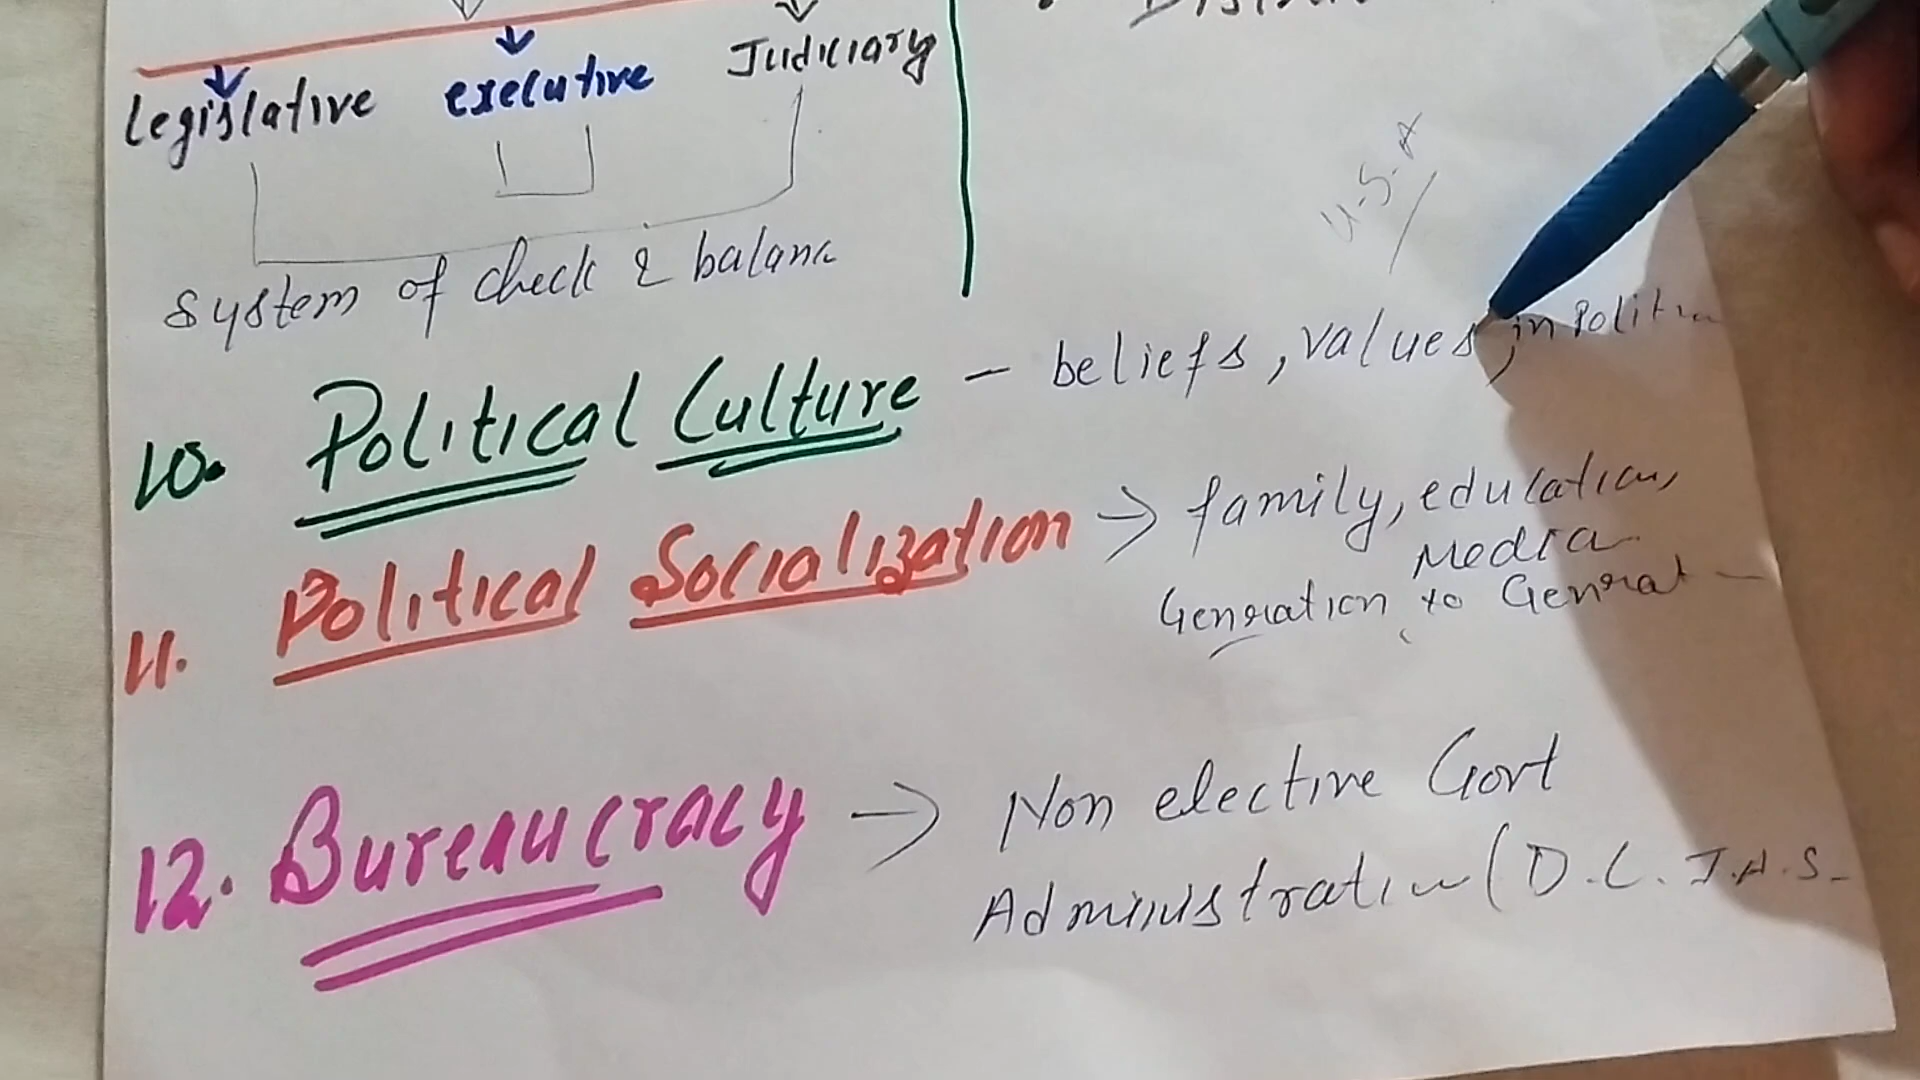 Legislative executive Judiciary
System of check & balanc
U.S.A
10. Political Culture - beliefs, values, in Politi
11. Political Socialization → family, education,
Media
Generation to Generat -
12. Bureaucracy → Non elective Govt
Administration (D.C. I.A.S-